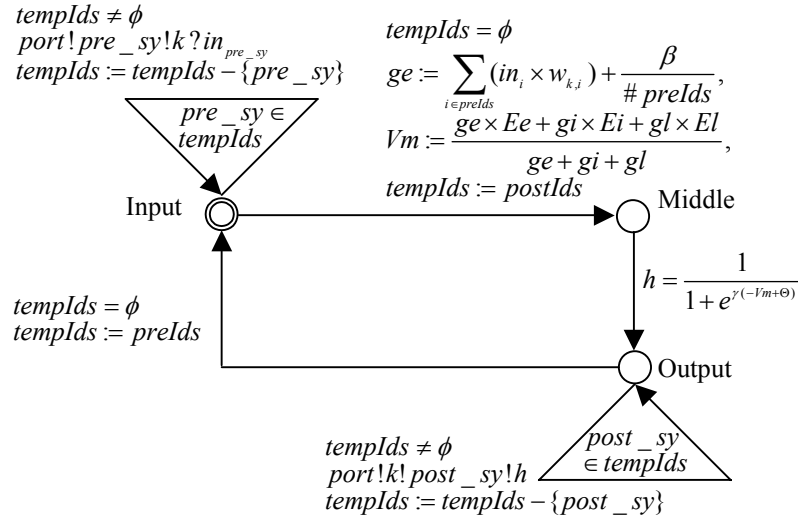 tempIds ≠ ϕ
port!pre_sy!k?in_{pre_sy}
tempIds := tempIds − {pre_sy}
pre_sy ∈
tempIds
tempIds = ϕ
ge := ∑_{i∈preIds} (in_i × w_{k,i}) + β / # preIds,
Vm := (ge × Ee + gi × Ei + gl × El) / (ge + gi + gl),
tempIds := postIds
Input
Middle
h = 1 / (1 + e^{γ(−Vm+Θ)})
tempIds = ϕ
tempIds := preIds
Output
tempIds ≠ ϕ
port!k!post_sy!h
tempIds := tempIds − {post_sy}
post_sy
∈ tempIds